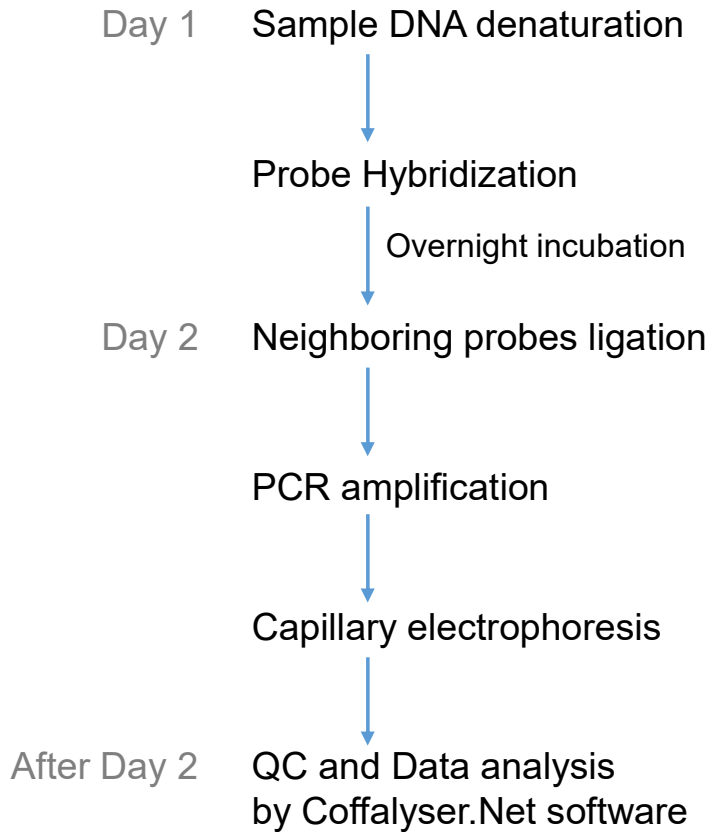 Day 1 Sample DNA denaturation
Probe Hybridization
Overnight incubation
Day 2 Neighboring probes ligation
PCR amplification
Capillary electrophoresis
After Day 2 QC and Data analysis
by Coffalyser.Net software